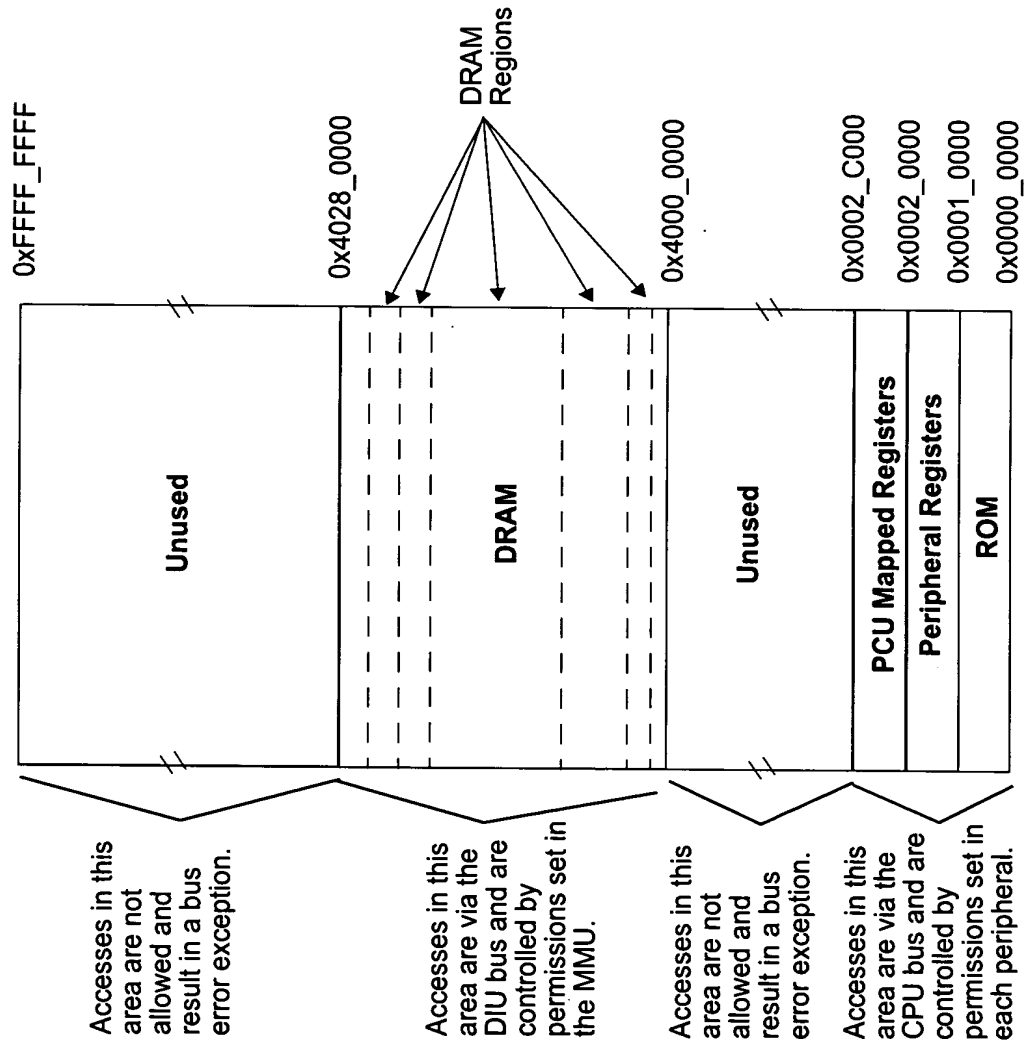 0xFFFF_FFFF
Unused
Accesses in this
area are not
allowed and
result in a bus
error exception.
0x4028_0000
DRAM
Regions
DRAM
Accesses in this
area are via the
DIU bus and are
controlled by
permissions set in
the MMU.
0x4000_0000
Unused
Accesses in this
area are not
allowed and
result in a bus
error exception.
0x0002_C000
PCU Mapped Registers
0x0002_0000
Peripheral Registers
0x0001_0000
ROM
0x0000_0000
Accesses in this
area are via the
CPU bus and are
controlled by
permissions set in
each peripheral.